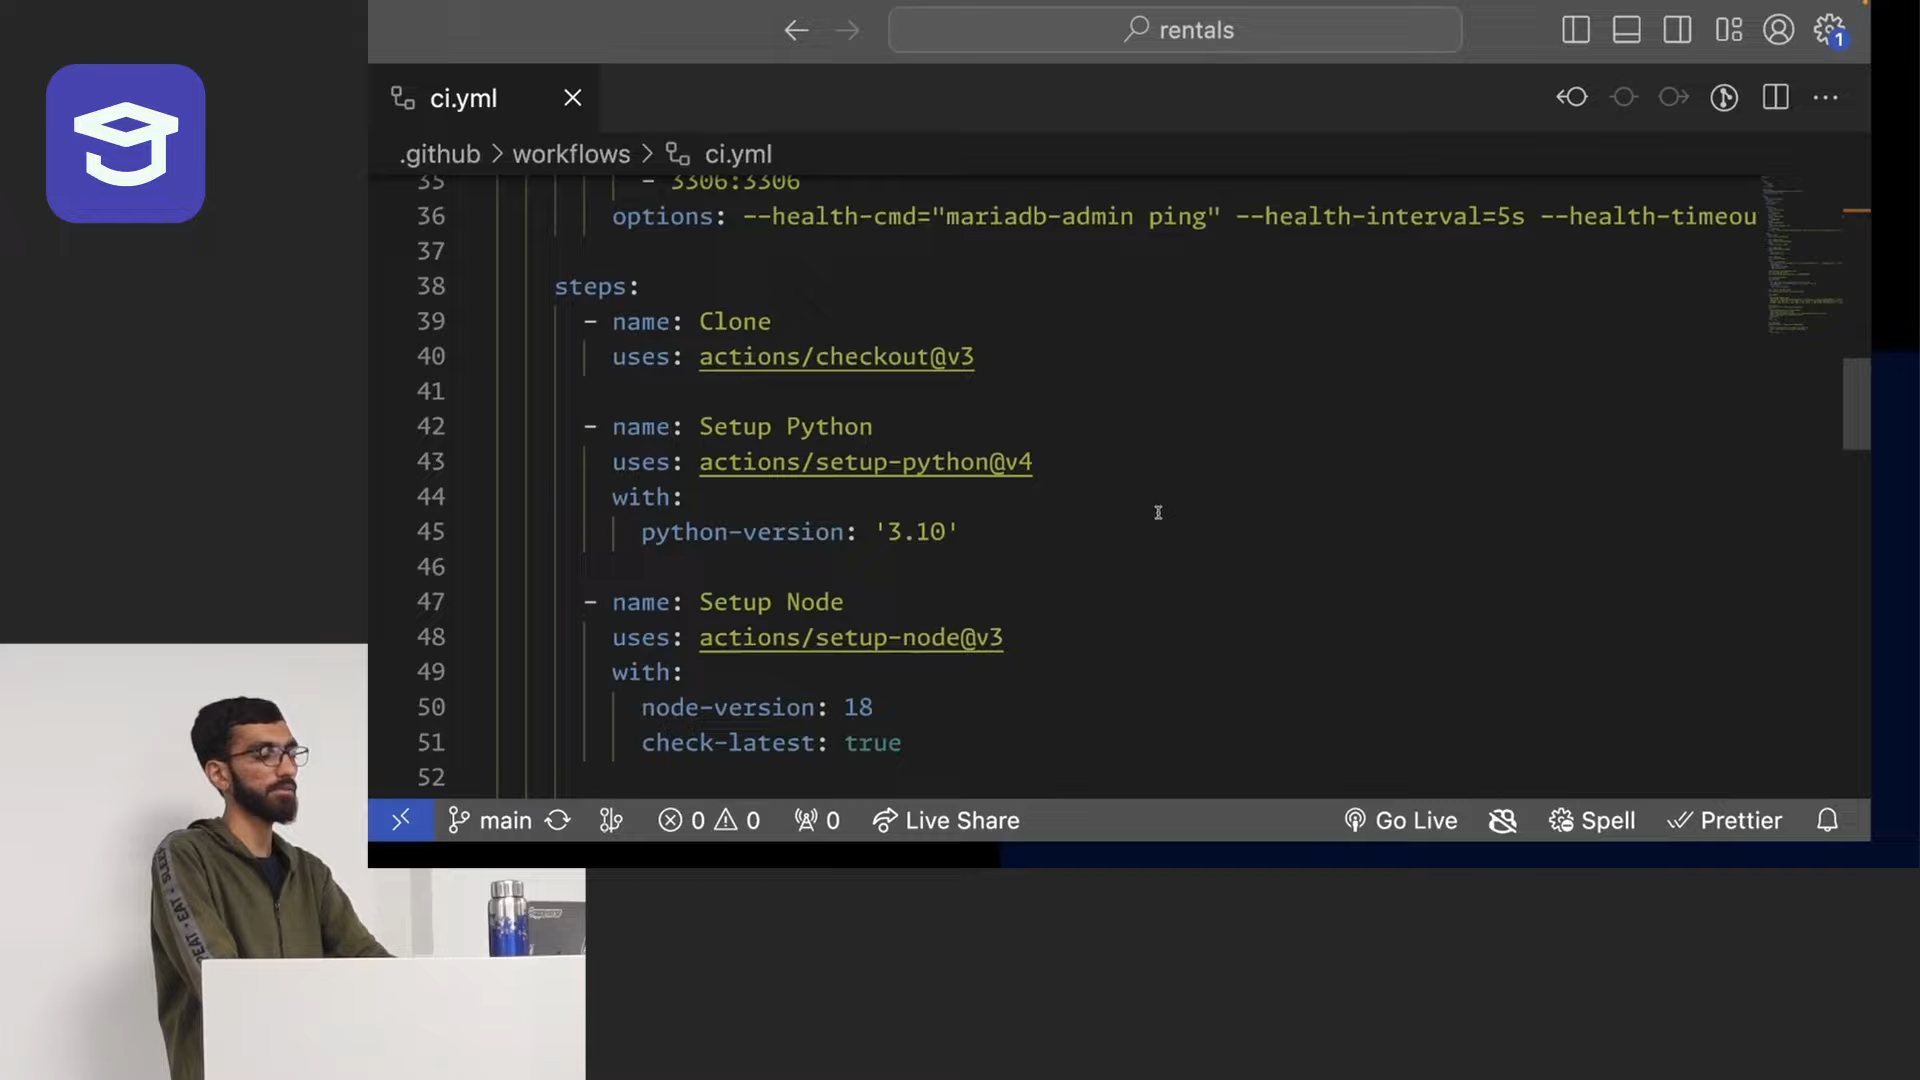 rentals
1
ci.yml
.github > workflows > ci.yml
35 - 3306:3306
36 options: --health-cmd="mariadb-admin ping" --health-interval=5s --health-timeou
37
38 steps:
39 - name: Clone
40 uses: actions/checkout@v3
41
42 - name: Setup Python
43 uses: actions/setup-python@v4
44 with:
45 python-version: '3.10'
46
47 - name: Setup Node
48 uses: actions/setup-node@v3
49 with:
50 node-version: 18
51 check-latest: true
52
main 0 0 0 Live Share Go Live Spell Prettier
EAT • SLEEP